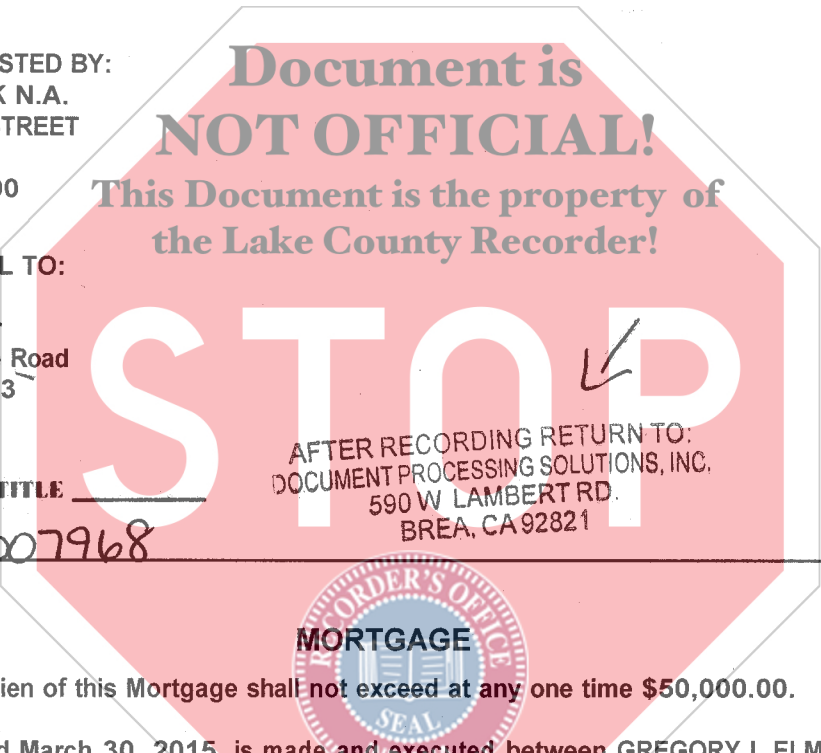 STED BY:
K N.A.
STREET
00
L TO:
Road
3
TITLE
007968
Document is
NOT OFFICIAL!
This Document is the property of
the Lake County Recorder!
STOP
AFTER RECORDING RETURN TO:
DOCUMENT PROCESSING SOLUTIONS, INC.
590 W LAMBERT RD.
BREA, CA 92821
RECORDER'S OFFICE
SEAL
MORTGAGE
lien of this Mortgage shall not exceed at any one time $50,000.00.
d March 30, 2015, is made and executed between GREGORY L ELM